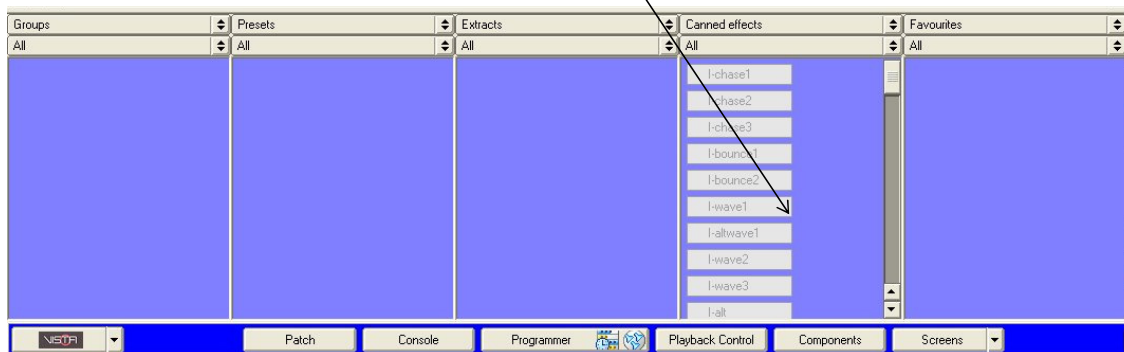 Groups Presets Extracts Canned effects Favourites
All All All All All
I-chase1
I-chase2
I-chase3
I-bounce1
I-bounce2
I-wave1
I-altwave1
I-wave2
I-wave3
I-alt
VISTA Patch Console Programmer Playback Control Components Screens